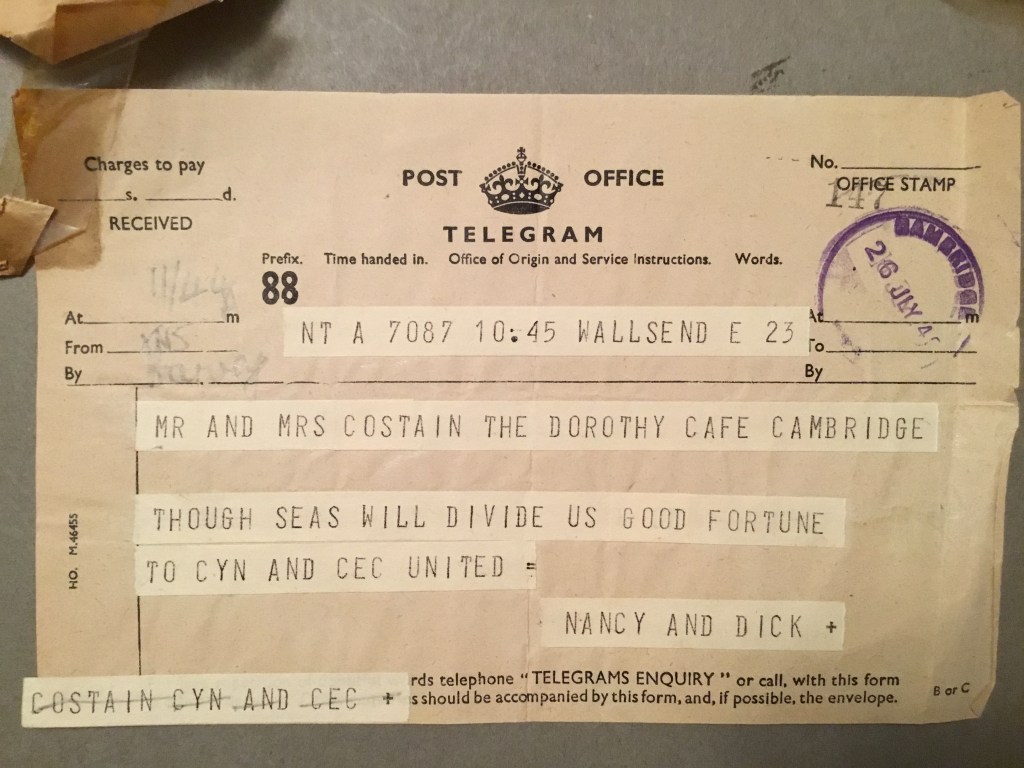 Charges to pay
s. d.
RECEIVED
POST OFFICE
TELEGRAM
No.
OFFICE STAMP
147
Prefix. Time handed in. Office of Origin and Service Instructions. Words.
88
CAMBRIDGE
26 JLY 4
At m
From
By
NT A 7087 10:45 WALLSEND E 23
At m
To
By
MR AND MRS COSTAIN THE DOROTHY CAFE CAMBRIDGE
THOUGH SEAS WILL DIVIDE US GOOD FORTUNE
TO CYN AND CEC UNITED =
NANCY AND DICK +
HO. M.46455
rds telephone "TELEGRAMS ENQUIRY" or call, with this form
s should be accompanied by this form, and, if possible, the envelope.
B or C
COSTAIN CYN AND CEC +